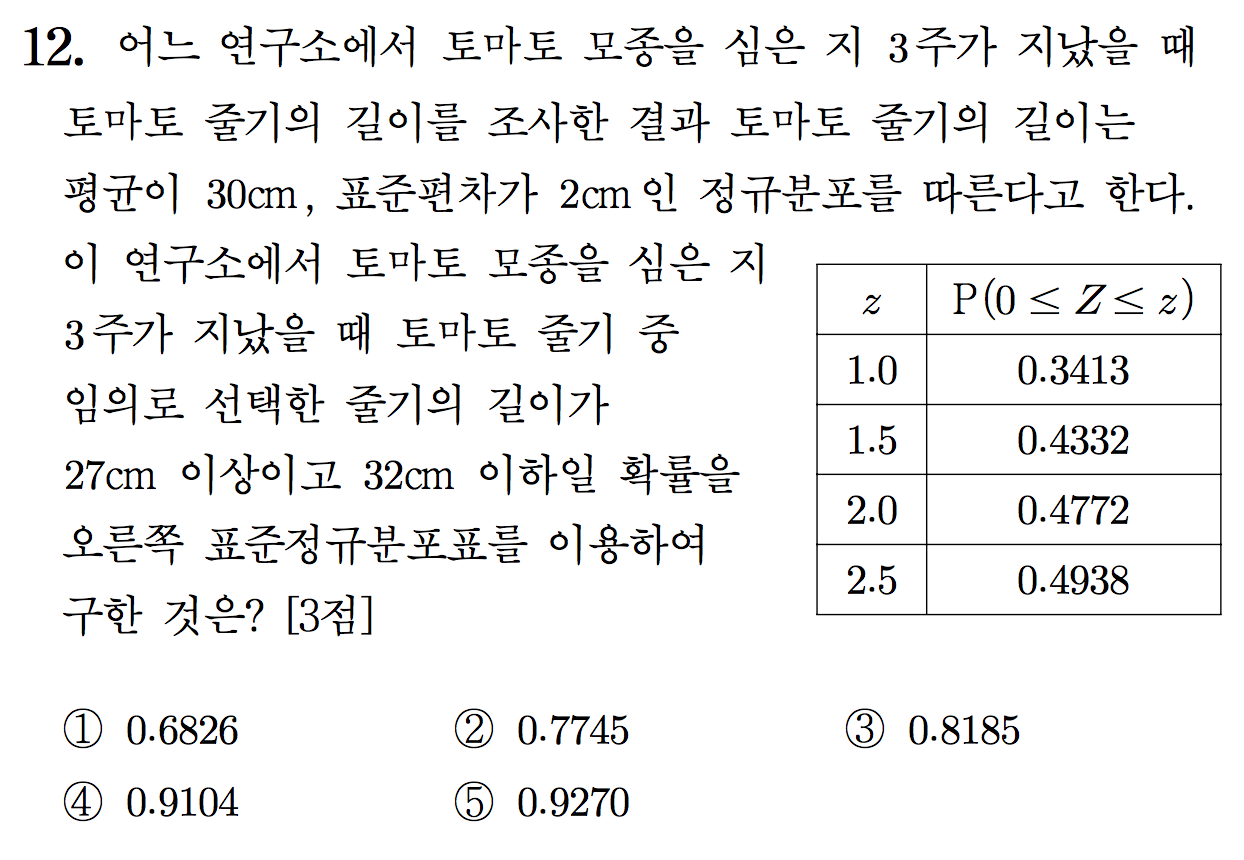 12. 어느 연구소에서 토마토 모종을 심은 지 3주가 지났을 때
토마토 줄기의 길이를 조사한 결과 토마토 줄기의 길이는
평균이 30cm, 표준편차가 2cm인 정규분포를 따른다고 한다.
이 연구소에서 토마토 모종을 심은 지
3주가 지났을 때 토마토 줄기 중
임의로 선택한 줄기의 길이가
27cm 이상이고 32cm 이하일 확률을
오른쪽 표준정규분포표를 이용하여
구한 것은? [3점]
z P(0 ≤ Z ≤ z)
1.0 0.3413
1.5 0.4332
2.0 0.4772
2.5 0.4938
① 0.6826 ② 0.7745 ③ 0.8185
④ 0.9104 ⑤ 0.9270